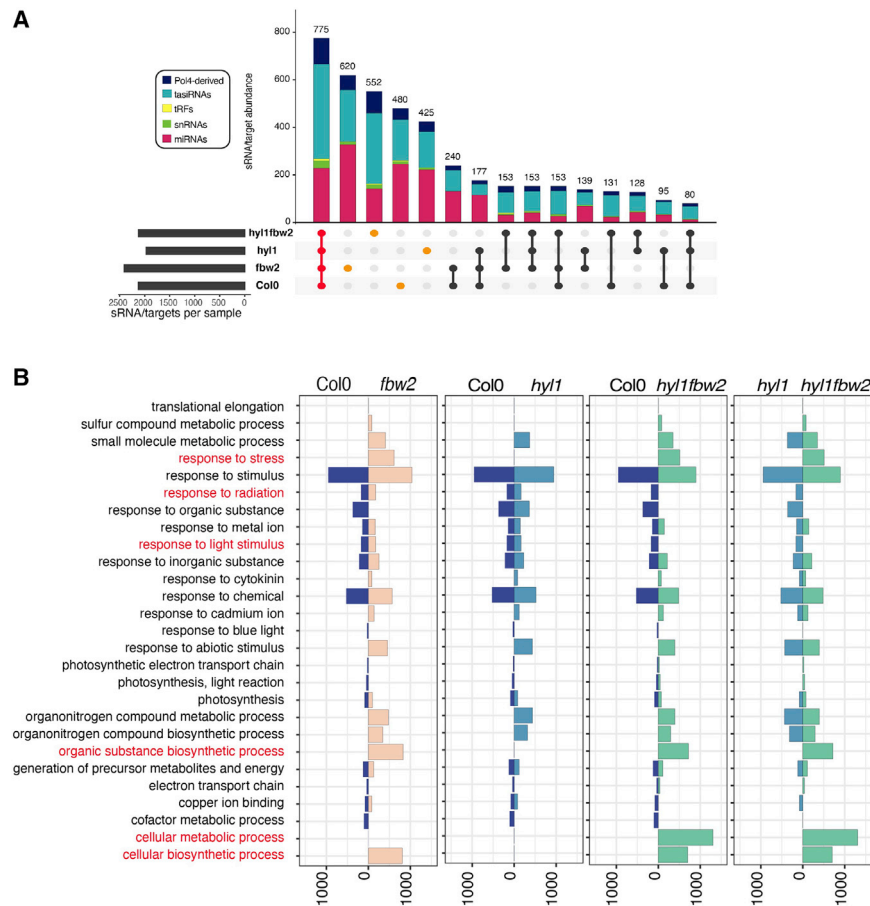 A
775
620
552
480
425
240
177
153
153
153
139
131
128
95
80
800
600
400
200
0
sRNA/target abundance
Pol4-derived
tasiRNAs
tRFs
snRNAs
miRNAs
hyl1fbw2
hyl1
fbw2
Col0
2500 2000 1500 1000 500 0
sRNA/targets per sample
B
Col0 fbw2
Col0 hyl1
Col0 hyl1fbw2
hyl1 hyl1fbw2
translational elongation
sulfur compound metabolic process
small molecule metabolic process
response to stress
response to stimulus
response to radiation
response to organic substance
response to metal ion
response to light stimulus
response to inorganic substance
response to cytokinin
response to chemical
response to cadmium ion
response to blue light
response to abiotic stimulus
photosynthetic electron transport chain
photosynthesis, light reaction
photosynthesis
organonitrogen compound metabolic process
organonitrogen compound biosynthetic process
organic substance biosynthetic process
generation of precursor metabolites and energy
electron transport chain
copper ion binding
cofactor metabolic process
cellular metabolic process
cellular biosynthetic process
1000 0 1000
1000 0 1000
1000 0 1000
1000 0 1000